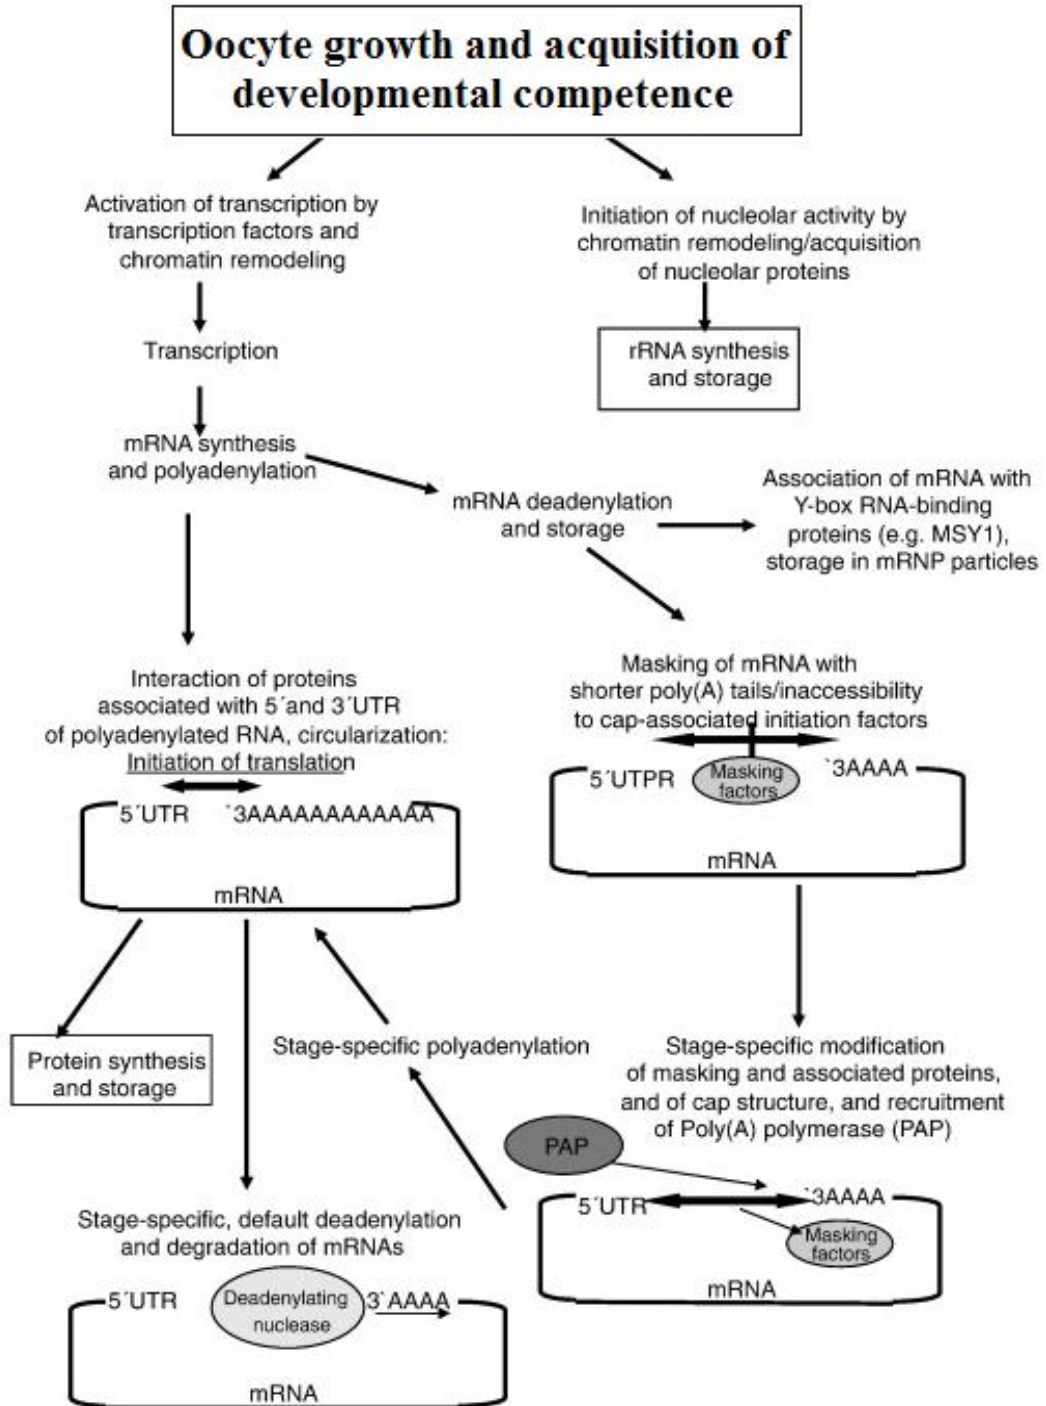 Oocyte growth and acquisition of
developmental competence
Activation of transcription by
transcription factors and
chromatin remodeling
Initiation of nucleolar activity by
chromatin remodeling/acquisition
of nucleolar proteins
Transcription
rRNA synthesis
and storage
mRNA synthesis
and polyadenylation
mRNA deadenylation
and storage
Association of mRNA with
Y-box RNA-binding
proteins (e.g. MSY1),
storage in mRNP particles
Interaction of proteins
associated with 5´and 3´UTR
of polyadenylated RNA, circularization:
Initiation of translation
5´UTR `3AAAAAAAAAAAA
mRNA
Masking of mRNA with
shorter poly(A) tails/inaccessibility
to cap-associated initiation factors
5´UTPR
Masking
factors
`3AAAA
mRNA
Protein synthesis
and storage
Stage-specific polyadenylation
Stage-specific modification
of masking and associated proteins,
and of cap structure, and recruitment
of Poly(A) polymerase (PAP)
PAP
5´UTR `3AAAA
Masking
factors
mRNA
Stage-specific, default deadenylation
and degradation of mRNAs
5´UTR
Deadenylating
nuclease
3`AAAA
mRNA